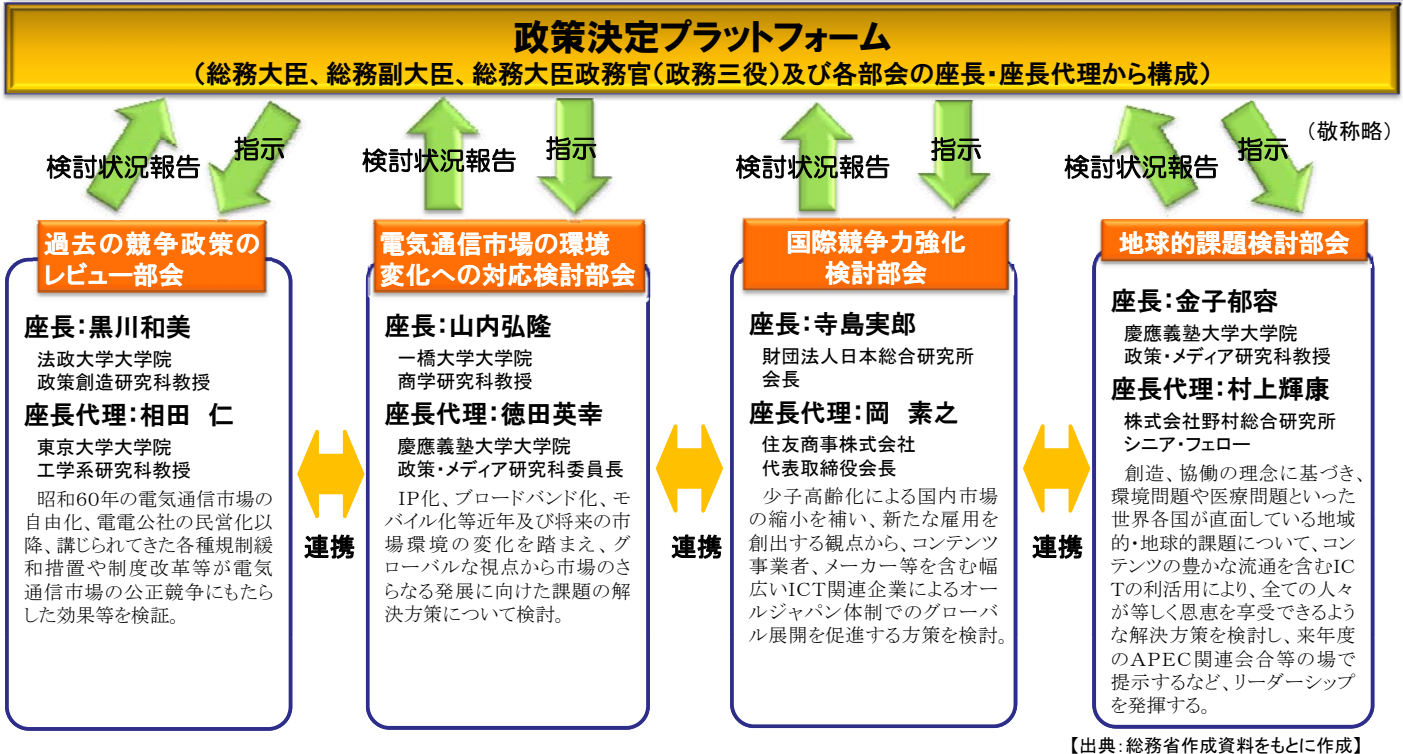 政策決定プラットフォーム
（総務大臣、総務副大臣、総務大臣政務官（政務三役）及び各部会の座長・座長代理から構成）
（敬称略）
検討状況報告
指示
検討状況報告
指示
検討状況報告
指示
検討状況報告
指示
過去の競争政策の
レビュー部会
座長：黒川和美
法政大学大学院
政策創造研究科教授
座長代理：相田　仁
東京大学大学院
工学系研究科教授
昭和60年の電気通信市場の
自由化、電電公社の民営化以
降、講じられてきた各種規制緩
和措置や制度改革等が電気
通信市場の公正競争にもたら
した効果等を検証。
連携
電気通信市場の環境
変化への対応検討部会
座長：山内弘隆
一橋大学大学院
商学研究科教授
座長代理：徳田英幸
慶應義塾大学大学院
政策・メディア研究科委員長
IP化、ブロードバンド化、モ
バイル化等近年及び将来の市
場環境の変化を踏まえ、グ
ローバルな視点から市場のさ
らなる発展に向けた課題の解
決方策について検討。
連携
国際競争力強化
検討部会
座長：寺島実郎
財団法人日本総合研究所
会長
座長代理：岡　素之
住友商事株式会社
代表取締役会長
少子高齢化による国内市場
の縮小を補い、新たな雇用を
創出する観点から、コンテンツ
事業者、メーカー等を含む幅
広いICT関連企業によるオー
ルジャパン体制でのグローバ
ル展開を促進する方策を検討。
連携
地球的課題検討部会
座長：金子郁容
慶應義塾大学大学院
政策・メディア研究科教授
座長代理：村上輝康
株式会社野村総合研究所
シニア・フェロー
創造、協働の理念に基づき、
環境問題や医療問題といった
世界各国が直面している地域
的・地球的課題について、コン
テンツの豊かな流通を含むIC
Tの利活用により、全ての人々
が等しく恩恵を享受できるよう
な解決方策を検討し、来年度
のAPEC関連会合等の場で
提示するなど、リーダーシップ
を発揮する。
【出典：総務省作成資料をもとに作成】